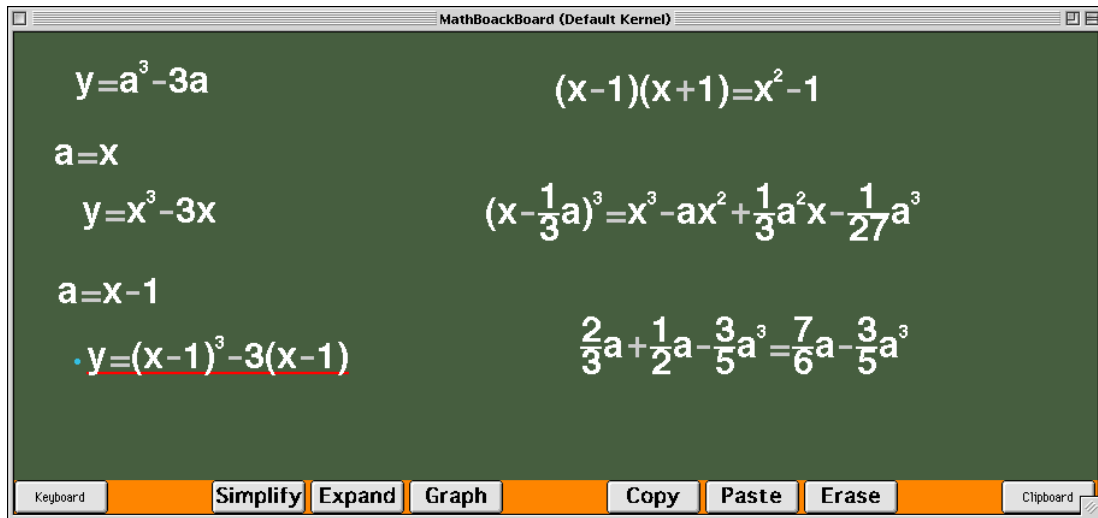 MathBoackBoard (Default Kernel)
y=a³-3a
a=x
y=x³-3x
a=x-1
y=(x-1)³-3(x-1)
(x-1)(x+1)=x²-1
(x-1/3a)³=x³-ax²+1/3a²x-1/27a³
2/3a+1/2a-3/5a³=7/6a-3/5a³
Keyboard Simplify Expand Graph Copy Paste Erase Clipboard